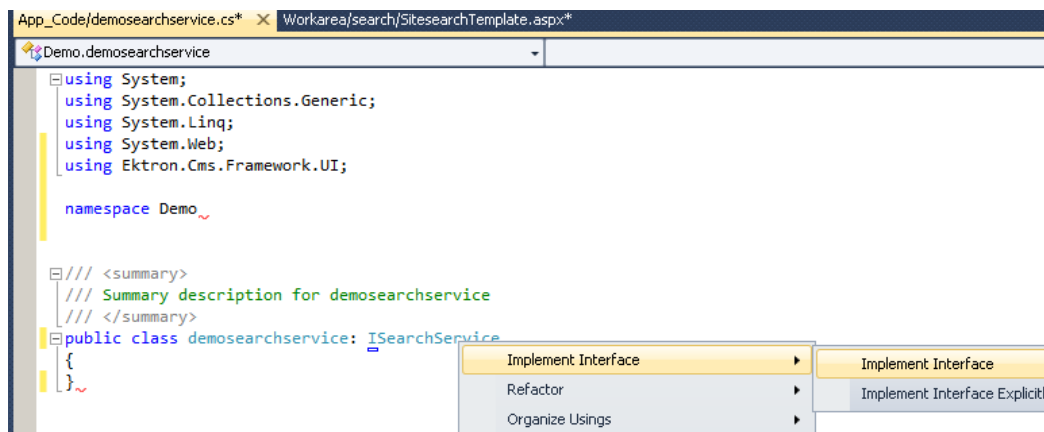 App_Code/demosearchservice.cs* Workarea/search/SitesearchTemplate.aspx*
Demo.demosearchservice
using System;
using System.Collections.Generic;
using System.Linq;
using System.Web;
using Ektron.Cms.Framework.UI;
namespace Demo
/// <summary>
/// Summary description for demosearchservice
/// </summary>
public class demosearchservice: ISearchService
{
}
Implement Interface
Refactor
Organize Usings
Implement Interface
Implement Interface Explicitl